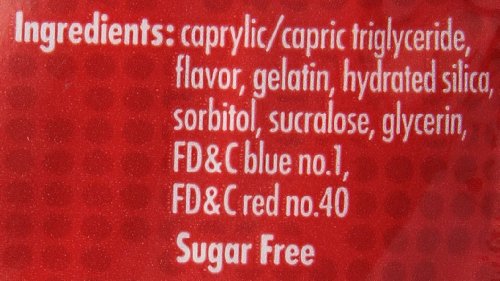 Ingredients: caprylic/capric triglyceride,
flavor, gelatin, hydrated silica,
sorbitol, sucralose, glycerin,
FD&C blue no.1,
FD&C red no.40
Sugar Free